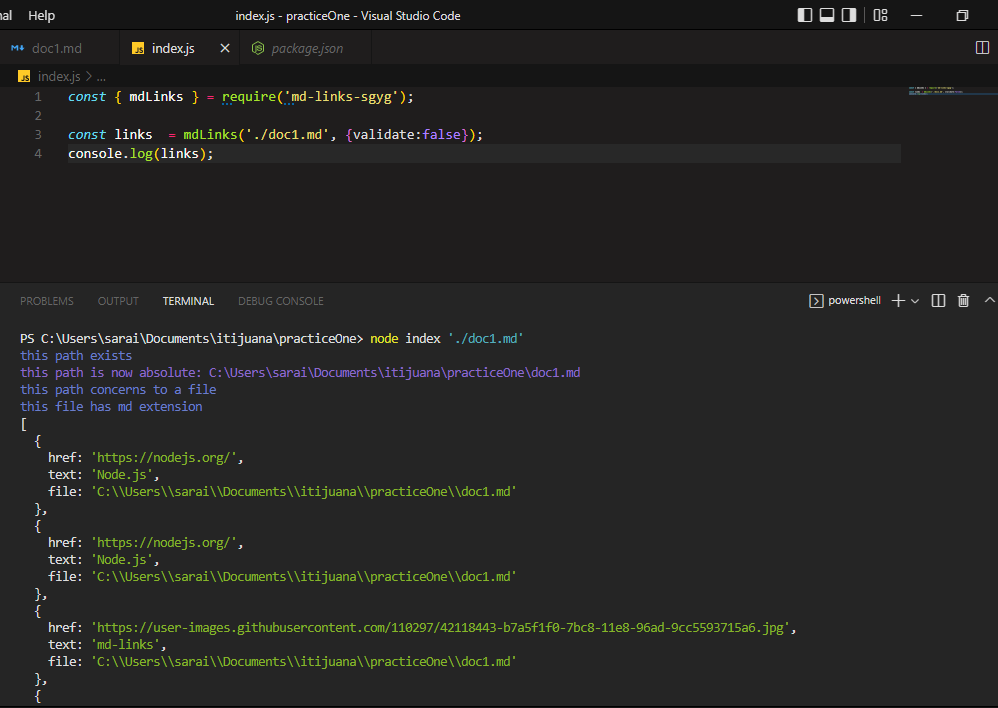 nal Help index.js - practiceOne - Visual Studio Code
doc1.md JS index.js package.json
JS index.js > ...
1 const { mdLinks } = require('md-links-sgyg');
2
3 const links  = mdLinks('./doc1.md', {validate:false});
4 console.log(links);
PROBLEMS OUTPUT TERMINAL DEBUG CONSOLE powershell
PS C:\Users\sarai\Documents\itijuana\practiceOne> node index './doc1.md'
this path exists
this path is now absolute: C:\Users\sarai\Documents\itijuana\practiceOne\doc1.md
this path concerns to a file
this file has md extension
[
  {
    href: 'https://nodejs.org/',
    text: 'Node.js',
    file: 'C:\\Users\\sarai\\Documents\\itijuana\\practiceOne\\doc1.md'
  },
  {
    href: 'https://nodejs.org/',
    text: 'Node.js',
    file: 'C:\\Users\\sarai\\Documents\\itijuana\\practiceOne\\doc1.md'
  },
  {
    href: 'https://user-images.githubusercontent.com/110297/42118443-b7a5f1f0-7bc8-11e8-96ad-9cc5593715a6.jpg',
    text: 'md-links',
    file: 'C:\\Users\\sarai\\Documents\\itijuana\\practiceOne\\doc1.md'
  },
  {